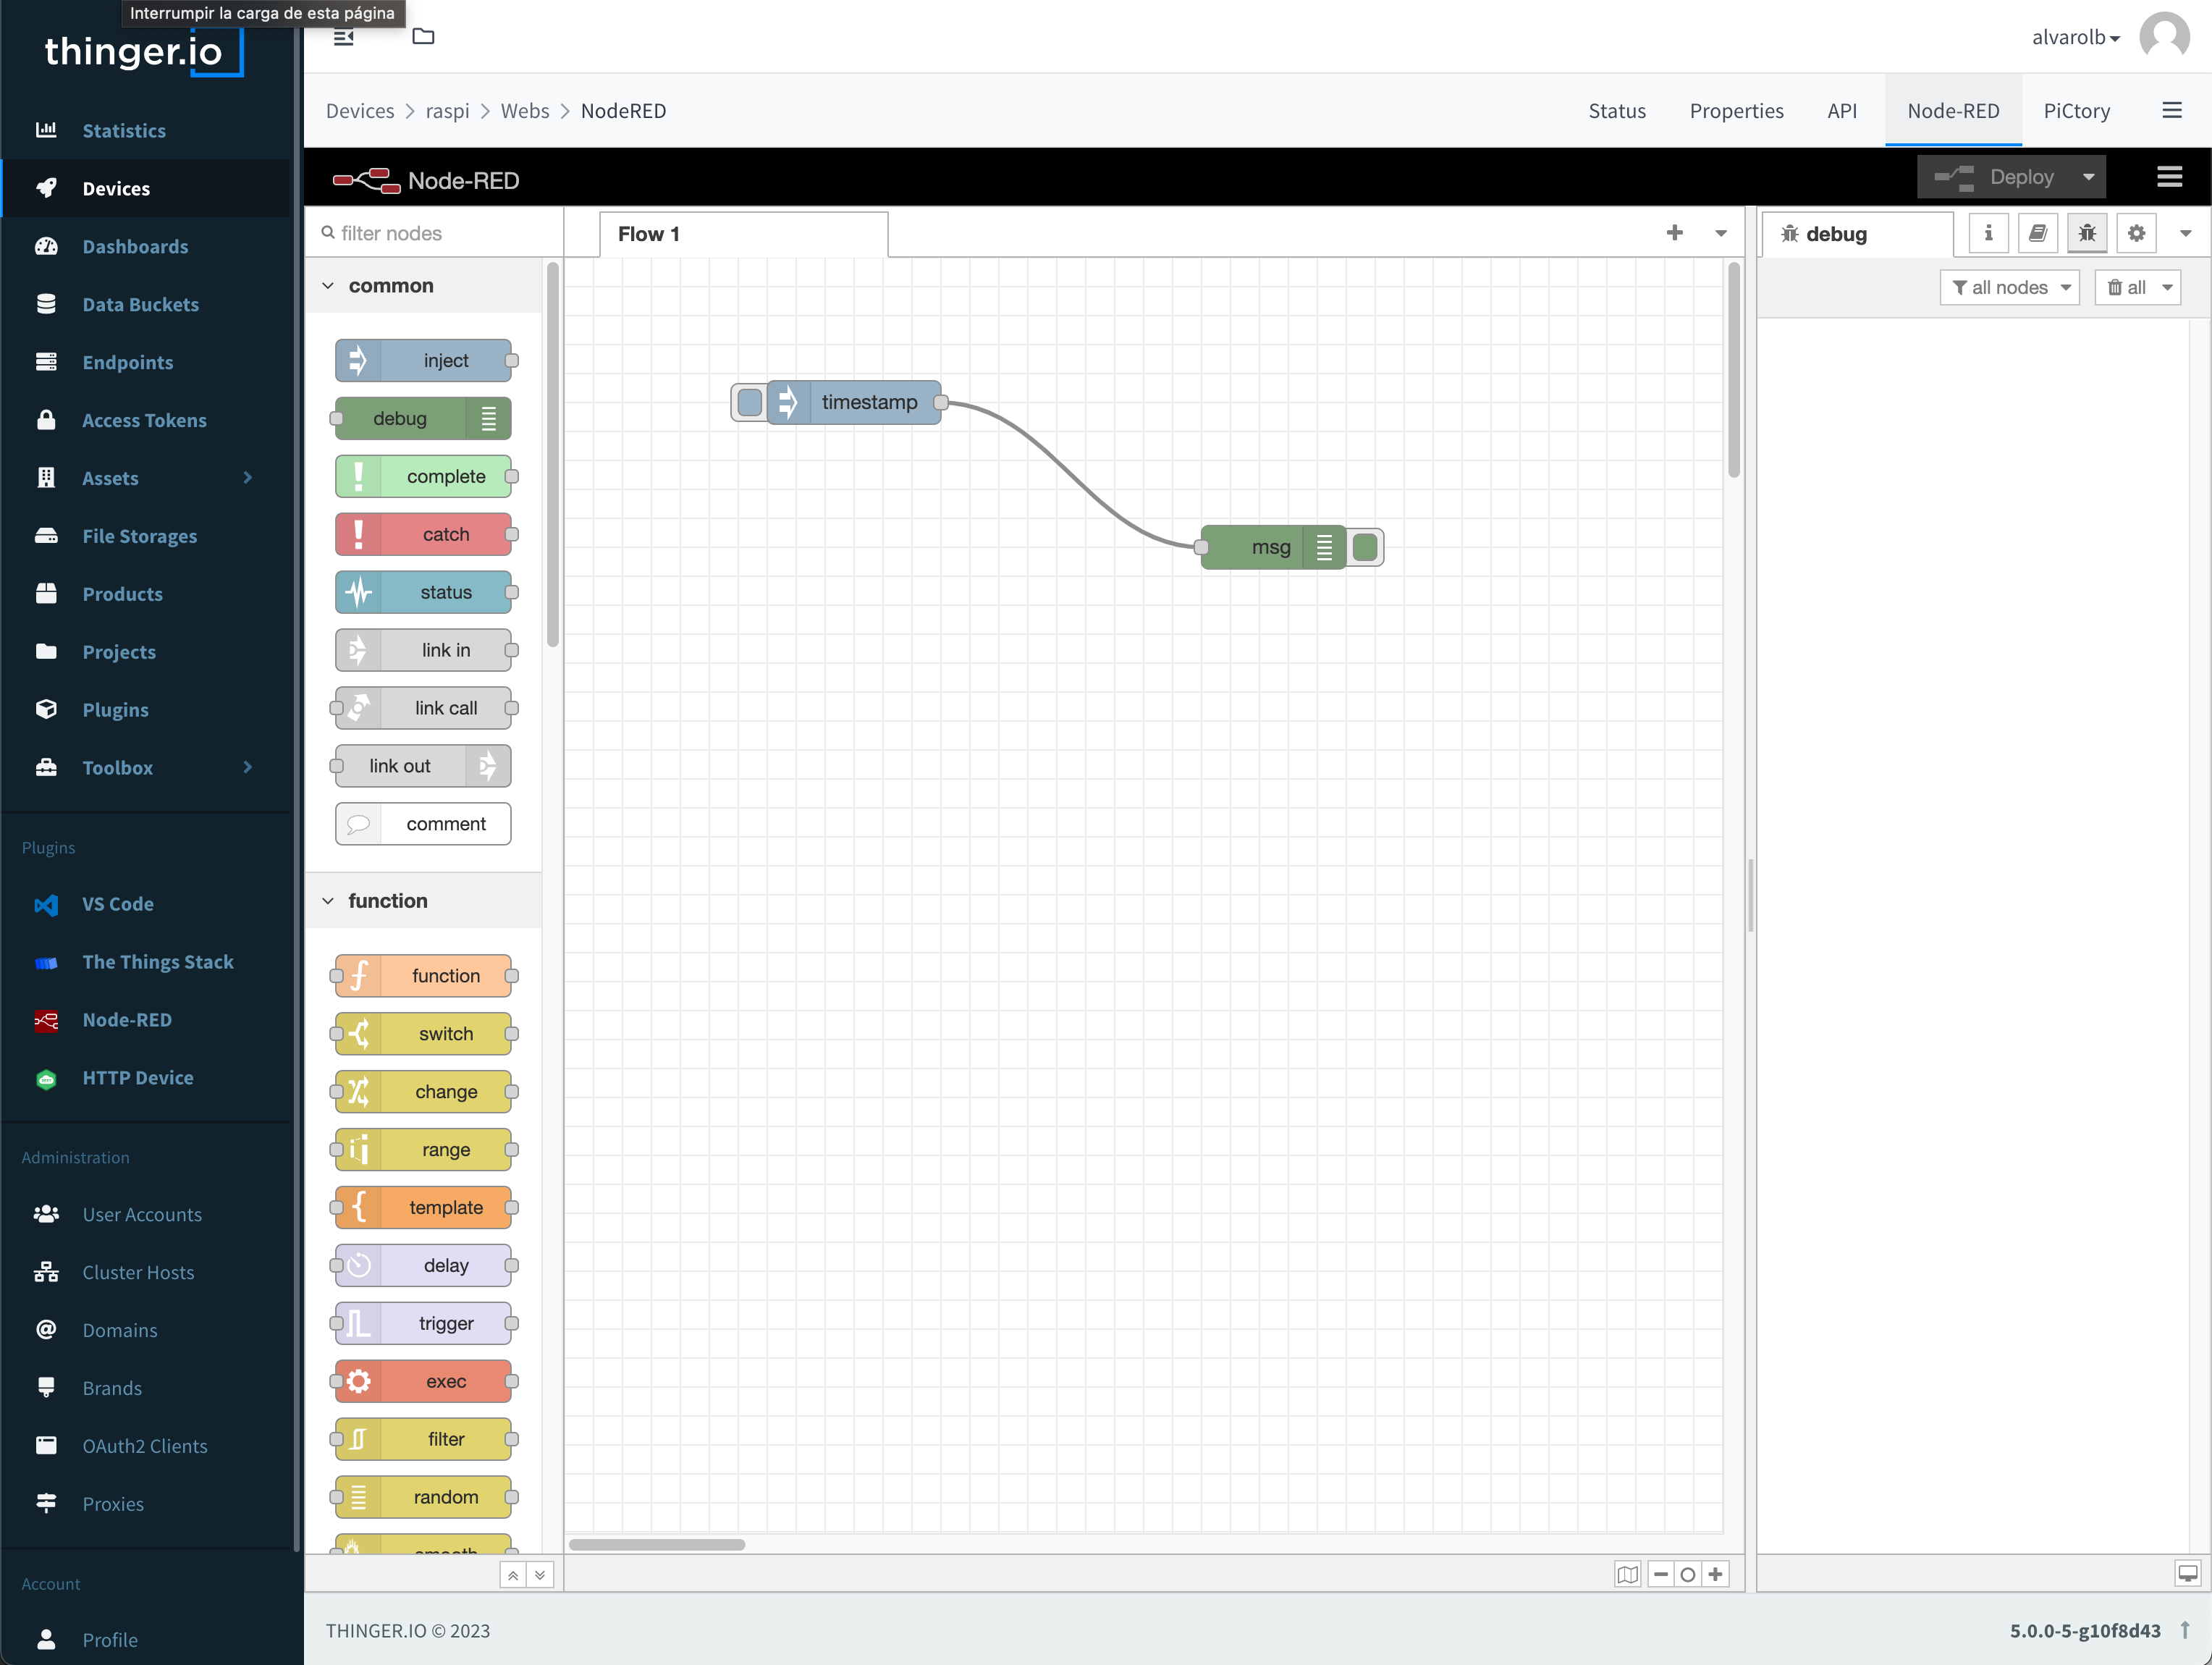 Interrumpir la carga de esta página
thinger.io
alvarolb
Statistics
Devices
Dashboards
Data Buckets
Endpoints
Access Tokens
Assets
File Storages
Products
Projects
Plugins
Toolbox
Plugins
VS Code
The Things Stack
Node-RED
HTTP Device
Administration
User Accounts
Cluster Hosts
Domains
Brands
OAuth2 Clients
Proxies
Account
Profile
Devices > raspi > Webs > NodeRED
Status Properties API Node-RED PiCtory
Node-RED
Deploy
filter nodes
common
inject
debug
complete
catch
status
link in
link call
link out
comment
function
function
switch
change
range
template
delay
trigger
exec
filter
random
smooth
Flow 1
timestamp
msg
debug
all nodes
all
THINGER.IO © 2023
5.0.0-5-g10f8d43